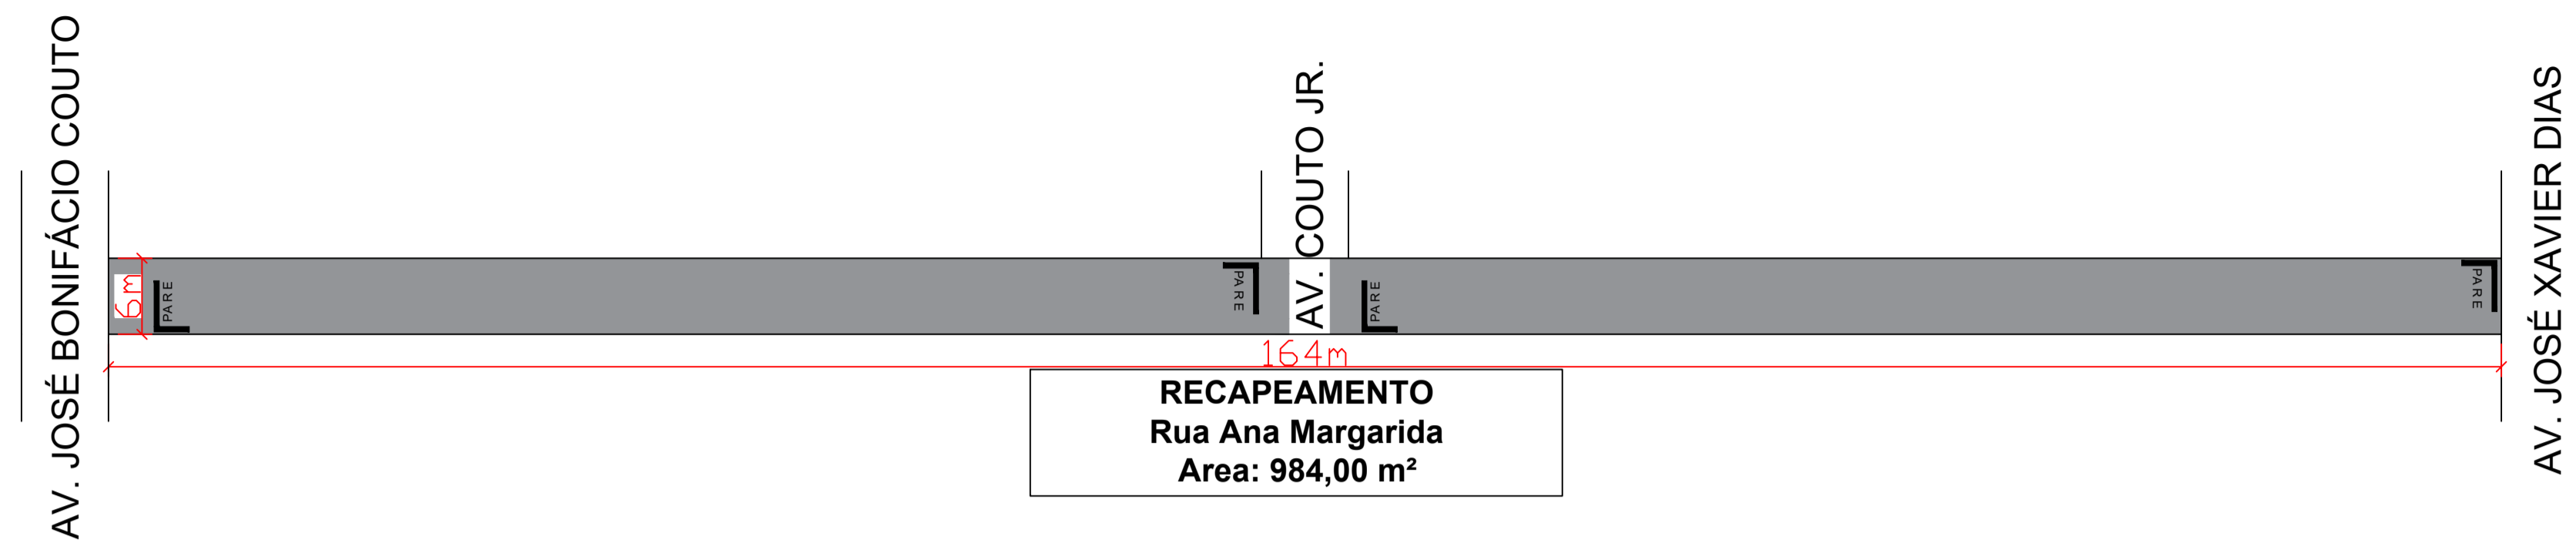 AV. JOSÉ BONIFÁCIO COUTO
6m
PARE
PARE
AV. COUTO JR.
PARE
PARE
AV. JOSÉ XAVIER DIAS
164m
RECAPEAMENTO
Rua Ana Margarida
Area: 984,00 m²